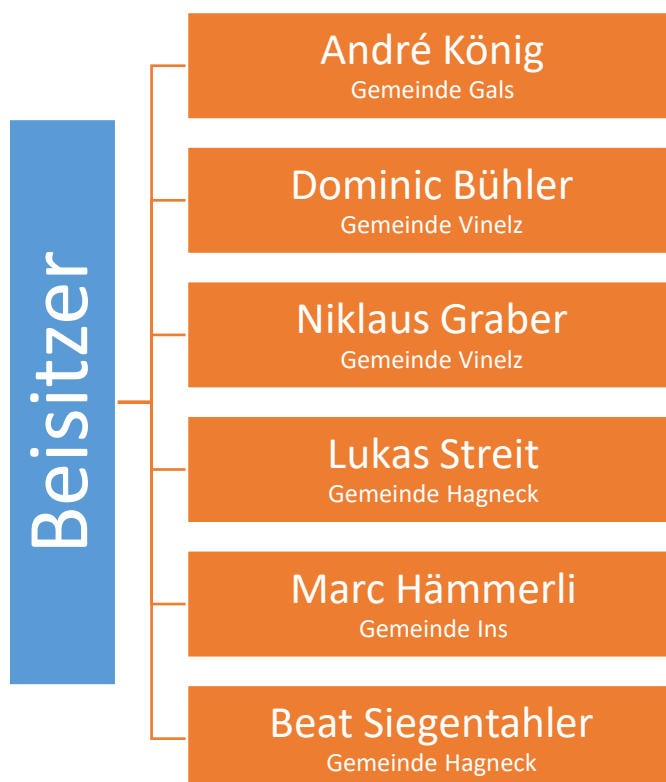 Beisitzer
André König
Gemeinde Gals
Dominic Bühler
Gemeinde Vinelz
Niklaus Graber
Gemeinde Vinelz
Lukas Streit
Gemeinde Hagneck
Marc Hämmerli
Gemeinde Ins
Beat Siegentahler
Gemeinde Hagneck